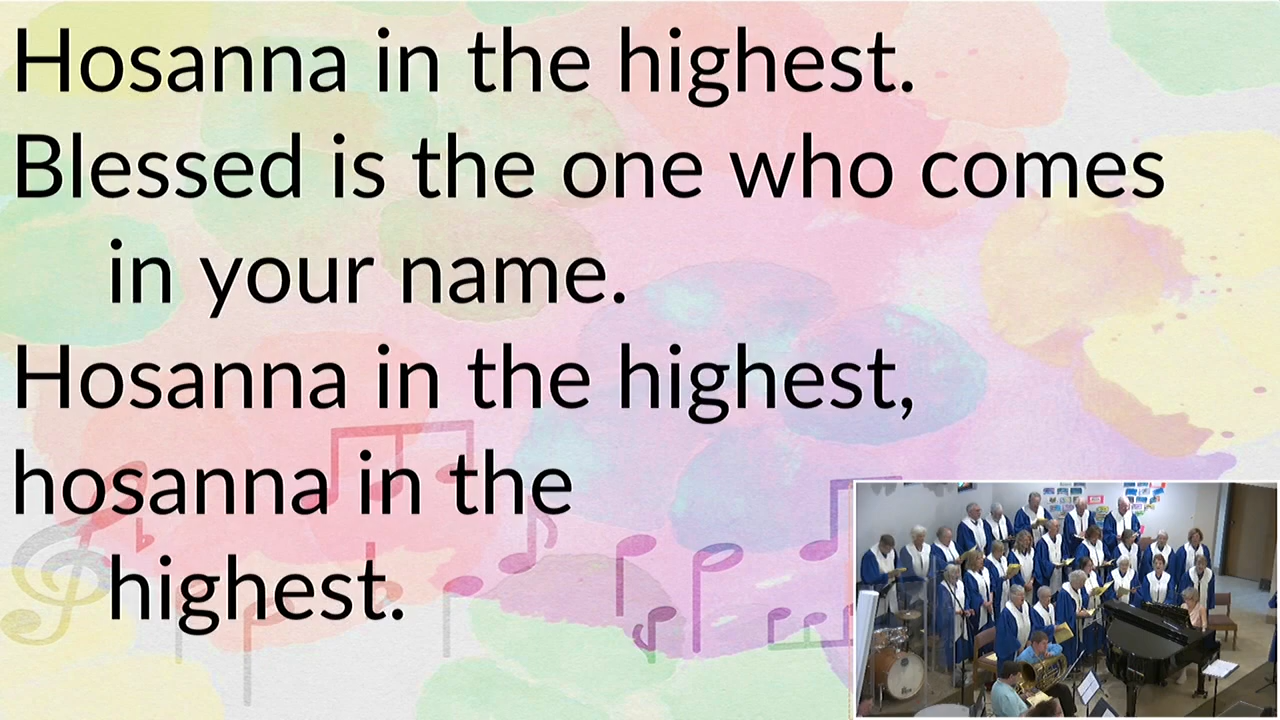 Hosanna in the highest.
Blessed is the one who comes
in your name.
Hosanna in the highest,
hosanna in the
highest.